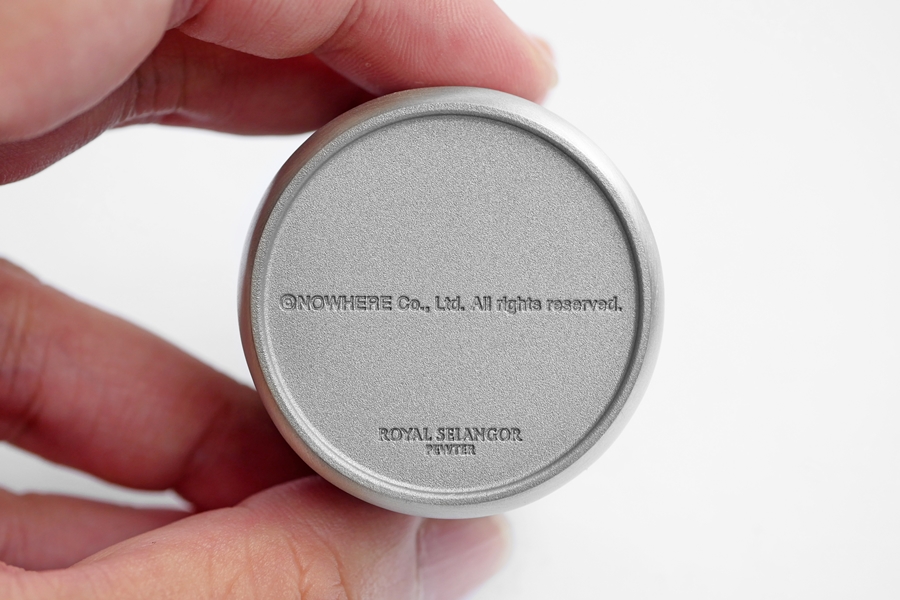 ©NOWHERE Co., Ltd. All rights reserved.
ROYAL SELANGOR
PEWTER